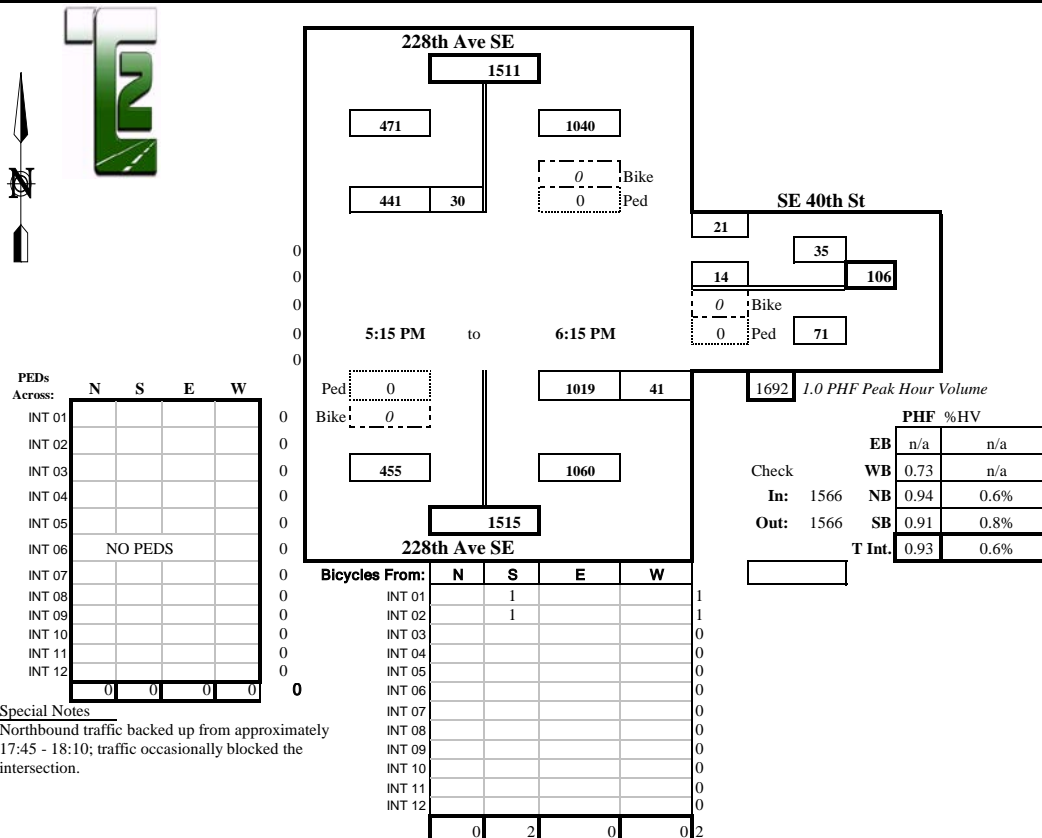 T2
N
228th Ave SE
1511
471 1040
0 Bike
441 30 0 Ped
SE 40th St
21
0 35
0 14 106
0 0 Bike
0 5:15 PM to 6:15 PM 0 Ped 71
0
PEDs
Across: N S E W
Ped 0 1019 41 1692 1.0 PHF Peak Hour Volume
INT 01 0 Bike 0
PHF %HV
INT 02 0 EB n/a n/a
INT 03 0 455 1060 Check WB 0.73 n/a
INT 04 0 In: 1566 NB 0.94 0.6%
INT 05 0 1515 Out: 1566 SB 0.91 0.8%
INT 06 NO PEDS 0 228th Ave SE T Int. 0.93 0.6%
INT 07 0 Bicycles From: N S E W
INT 08 0 INT 01 1 1
INT 09 0 INT 02 1 1
INT 10 0 INT 03 0
INT 11 0 INT 04 0
INT 12 0 INT 05 0
0 0 0 0 0 INT 06 0
Special Notes
Northbound traffic backed up from approximately
17:45 - 18:10; traffic occasionally blocked the
intersection.
INT 07 0
INT 08 0
INT 09 0
INT 10 0
INT 11 0
INT 12 0
0 2 0 0 2